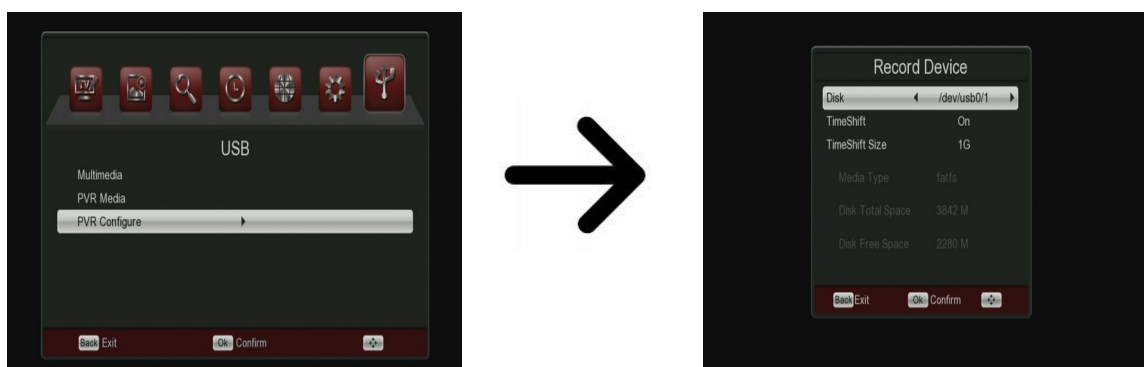 TV
USB
Multimedia
PVR Media
PVR Configure
Back Exit Ok Confirm
Record Device
Disk /dev/usb0/1
TimeShift On
TimeShift Size 1G
Media Type fatfs
Disk Total Space 3842 M
Disk Free Space 2280 M
Back Exit Ok Confirm